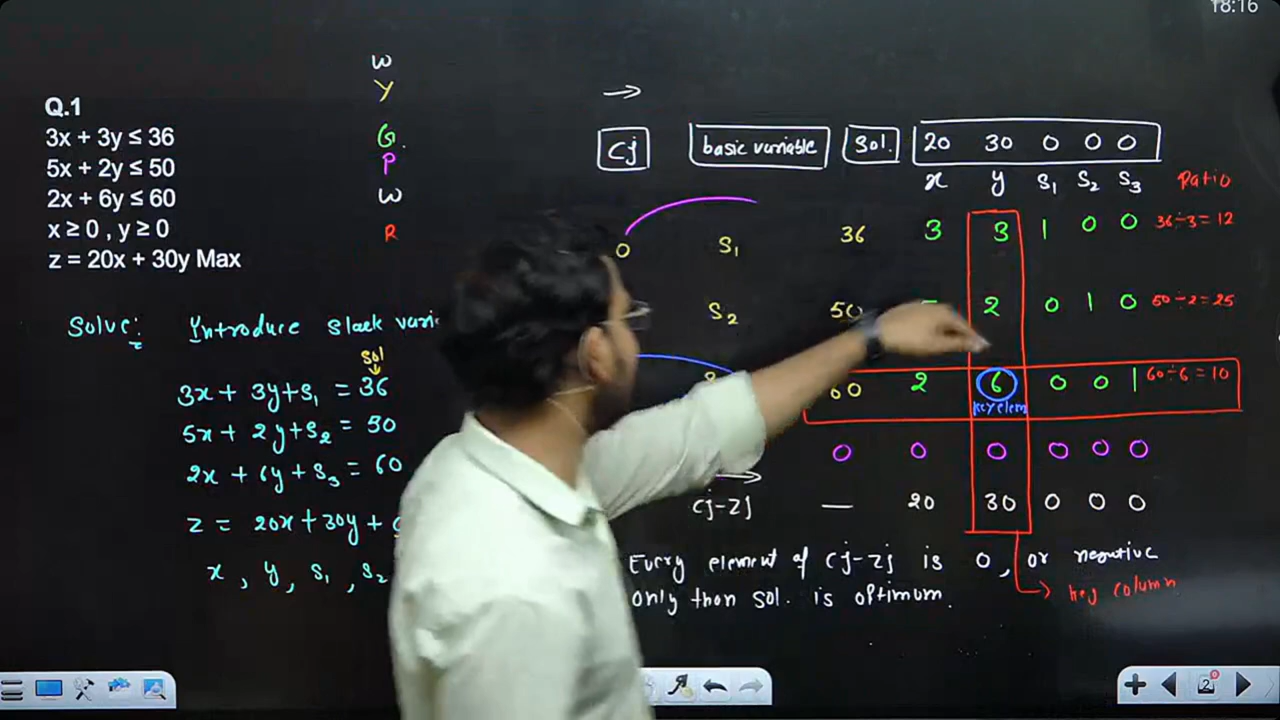 18:16
Q.1
3x + 3y ≤ 36
5x + 2y ≤ 50
2x + 6y ≤ 60
x ≥ 0 , y ≥ 0
z = 20x + 30y Max
W
Y
G.
P
W
R
Solve: Introduce slack vari
Sol
3x + 3y + S1 = 36
5x + 2y + S2 = 50
2x + 6y + S3 = 60
z = 20x + 30y +
x , y , S1 , S2
Cj basic variable Sol. 20 30 0 0 0
x y S1 S2 S3 Ratio
0 S1 36 3 3 1 0 0 36÷3 = 12
S2 50 2 0 1 0 50÷2 = 25
60 2 6 0 0 1 60÷6 = 10
key elem
0 0 0 0 0 0
Cj-Zj — 20 30 0 0 0
Every element of Cj-Zj is 0, or negative
only than sol. is optimum.
key column
2